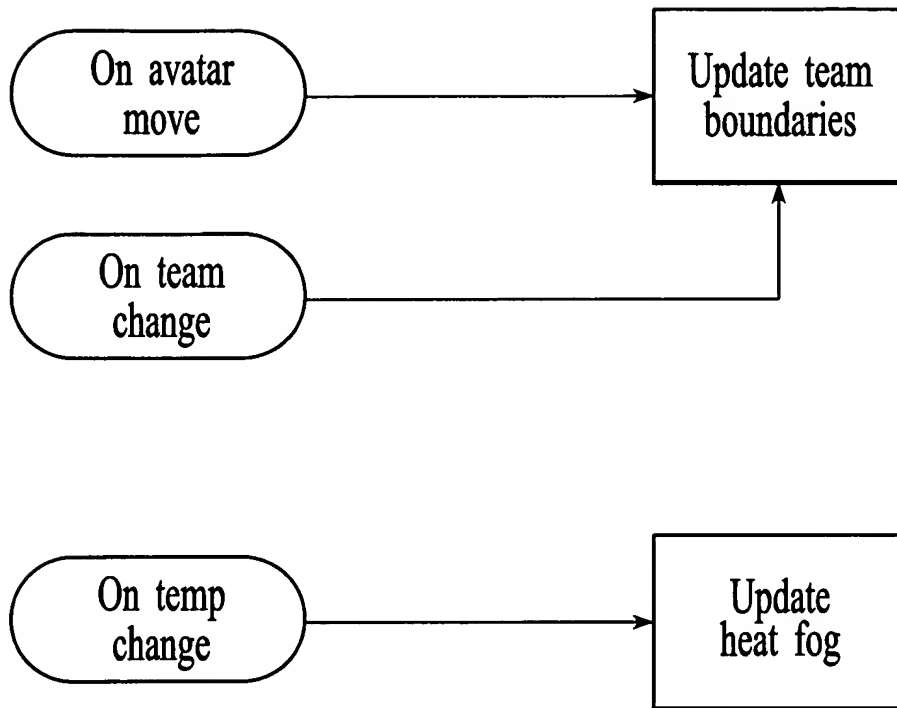 On avatar
move
Update team
boundaries
On team
change
On temp
change
Update
heat fog